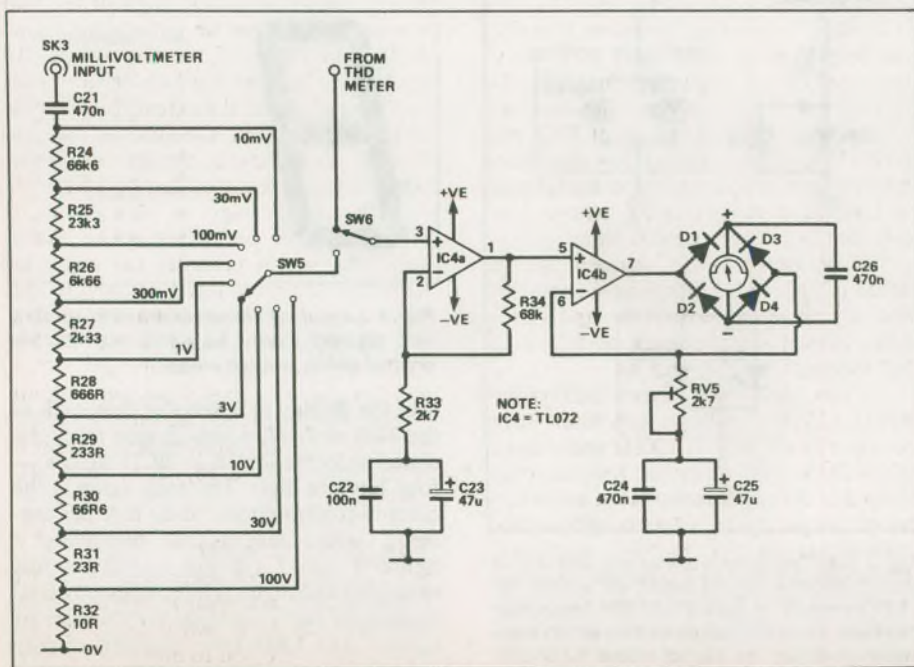 SK3
MILLIVOLTMETER
INPUT
FROM
THD
METER
C21
470n
10mV
R24
66k6
30mV
R25
23k3
100mV
SW6
+VE
3
+
IC4a
1
–
2
–VE
+VE
5
+
IC4b
7
–
6
–VE
+
D1
D3
D2
D4
–
C26
470n
R26
6k66
SW5
300mV
R27
2k33
1V
R34
68k
R28
666R
3V
R33
2k7
NOTE:
IC4 = TL072
RV5
2k7
R29
233R
10V
R30
66R6
30V
C22
100n
+
C23
47u
C24
470n
+
C25
47u
R31
23R
100V
R32
10R
0V